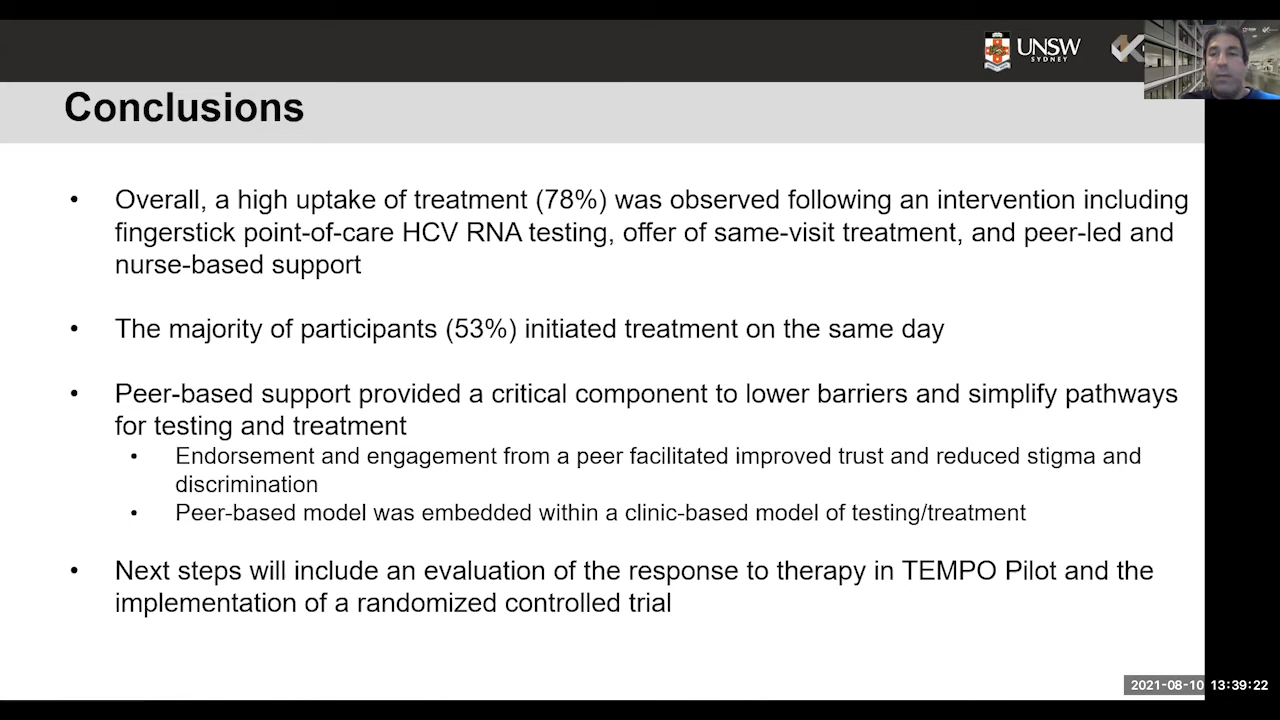 UNSW
SYDNEY
Conclusions
• Overall, a high uptake of treatment (78%) was observed following an intervention including
fingerstick point-of-care HCV RNA testing, offer of same-visit treatment, and peer-led and
nurse-based support
• The majority of participants (53%) initiated treatment on the same day
• Peer-based support provided a critical component to lower barriers and simplify pathways
for testing and treatment
• Endorsement and engagement from a peer facilitated improved trust and reduced stigma and
discrimination
• Peer-based model was embedded within a clinic-based model of testing/treatment
• Next steps will include an evaluation of the response to therapy in TEMPO Pilot and the
implementation of a randomized controlled trial
2021-08-10 13:39:22